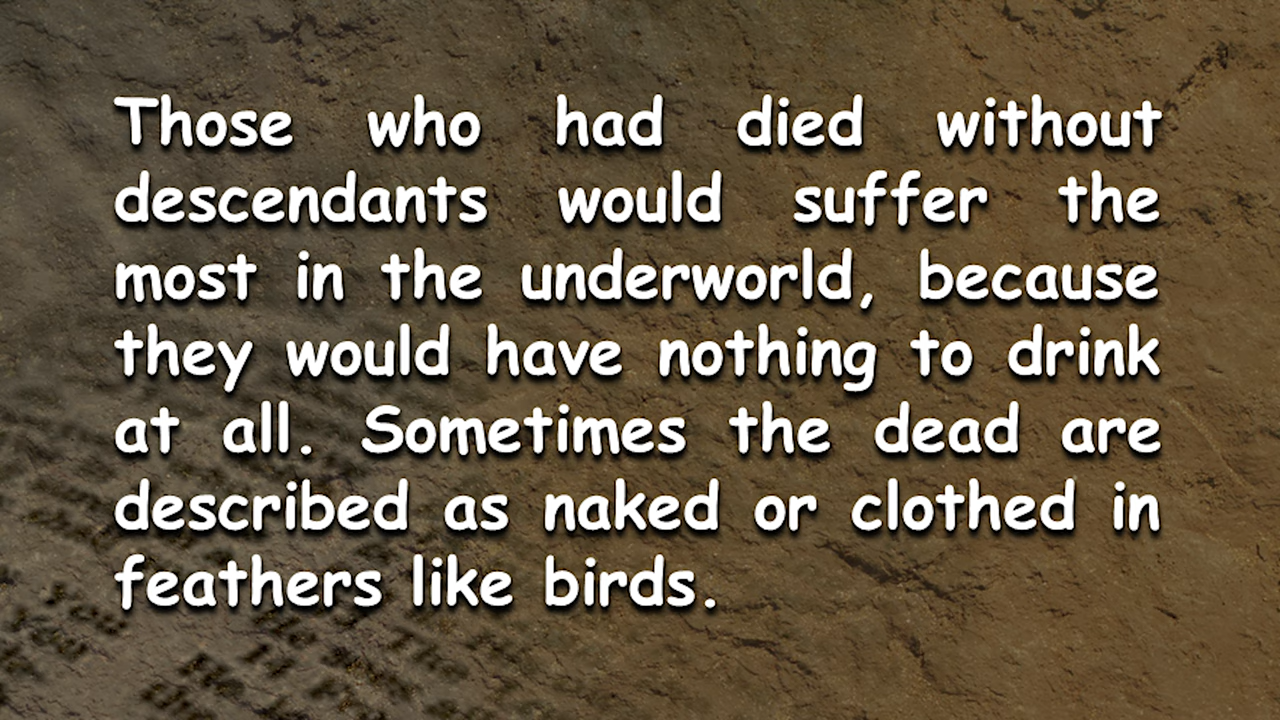 Those who had died without
descendants would suffer the
most in the underworld, because
they would have nothing to drink
at all. Sometimes the dead are
described as naked or clothed in
feathers like birds.